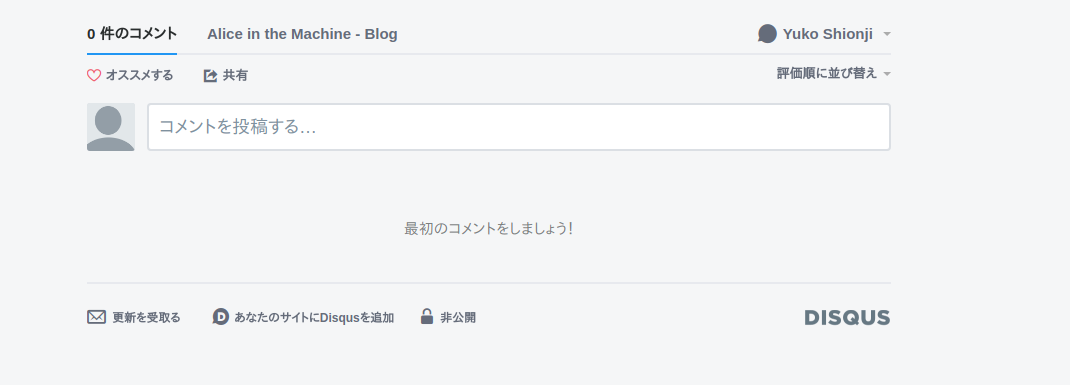 0 件のコメント Alice in the Machine - Blog Yuko Shionji
オススメする 共有 評価順に並び替え
コメントを投稿する...
最初のコメントをしましょう!
更新を受取る あなたのサイトにDisqusを追加 非公開 DISQUS